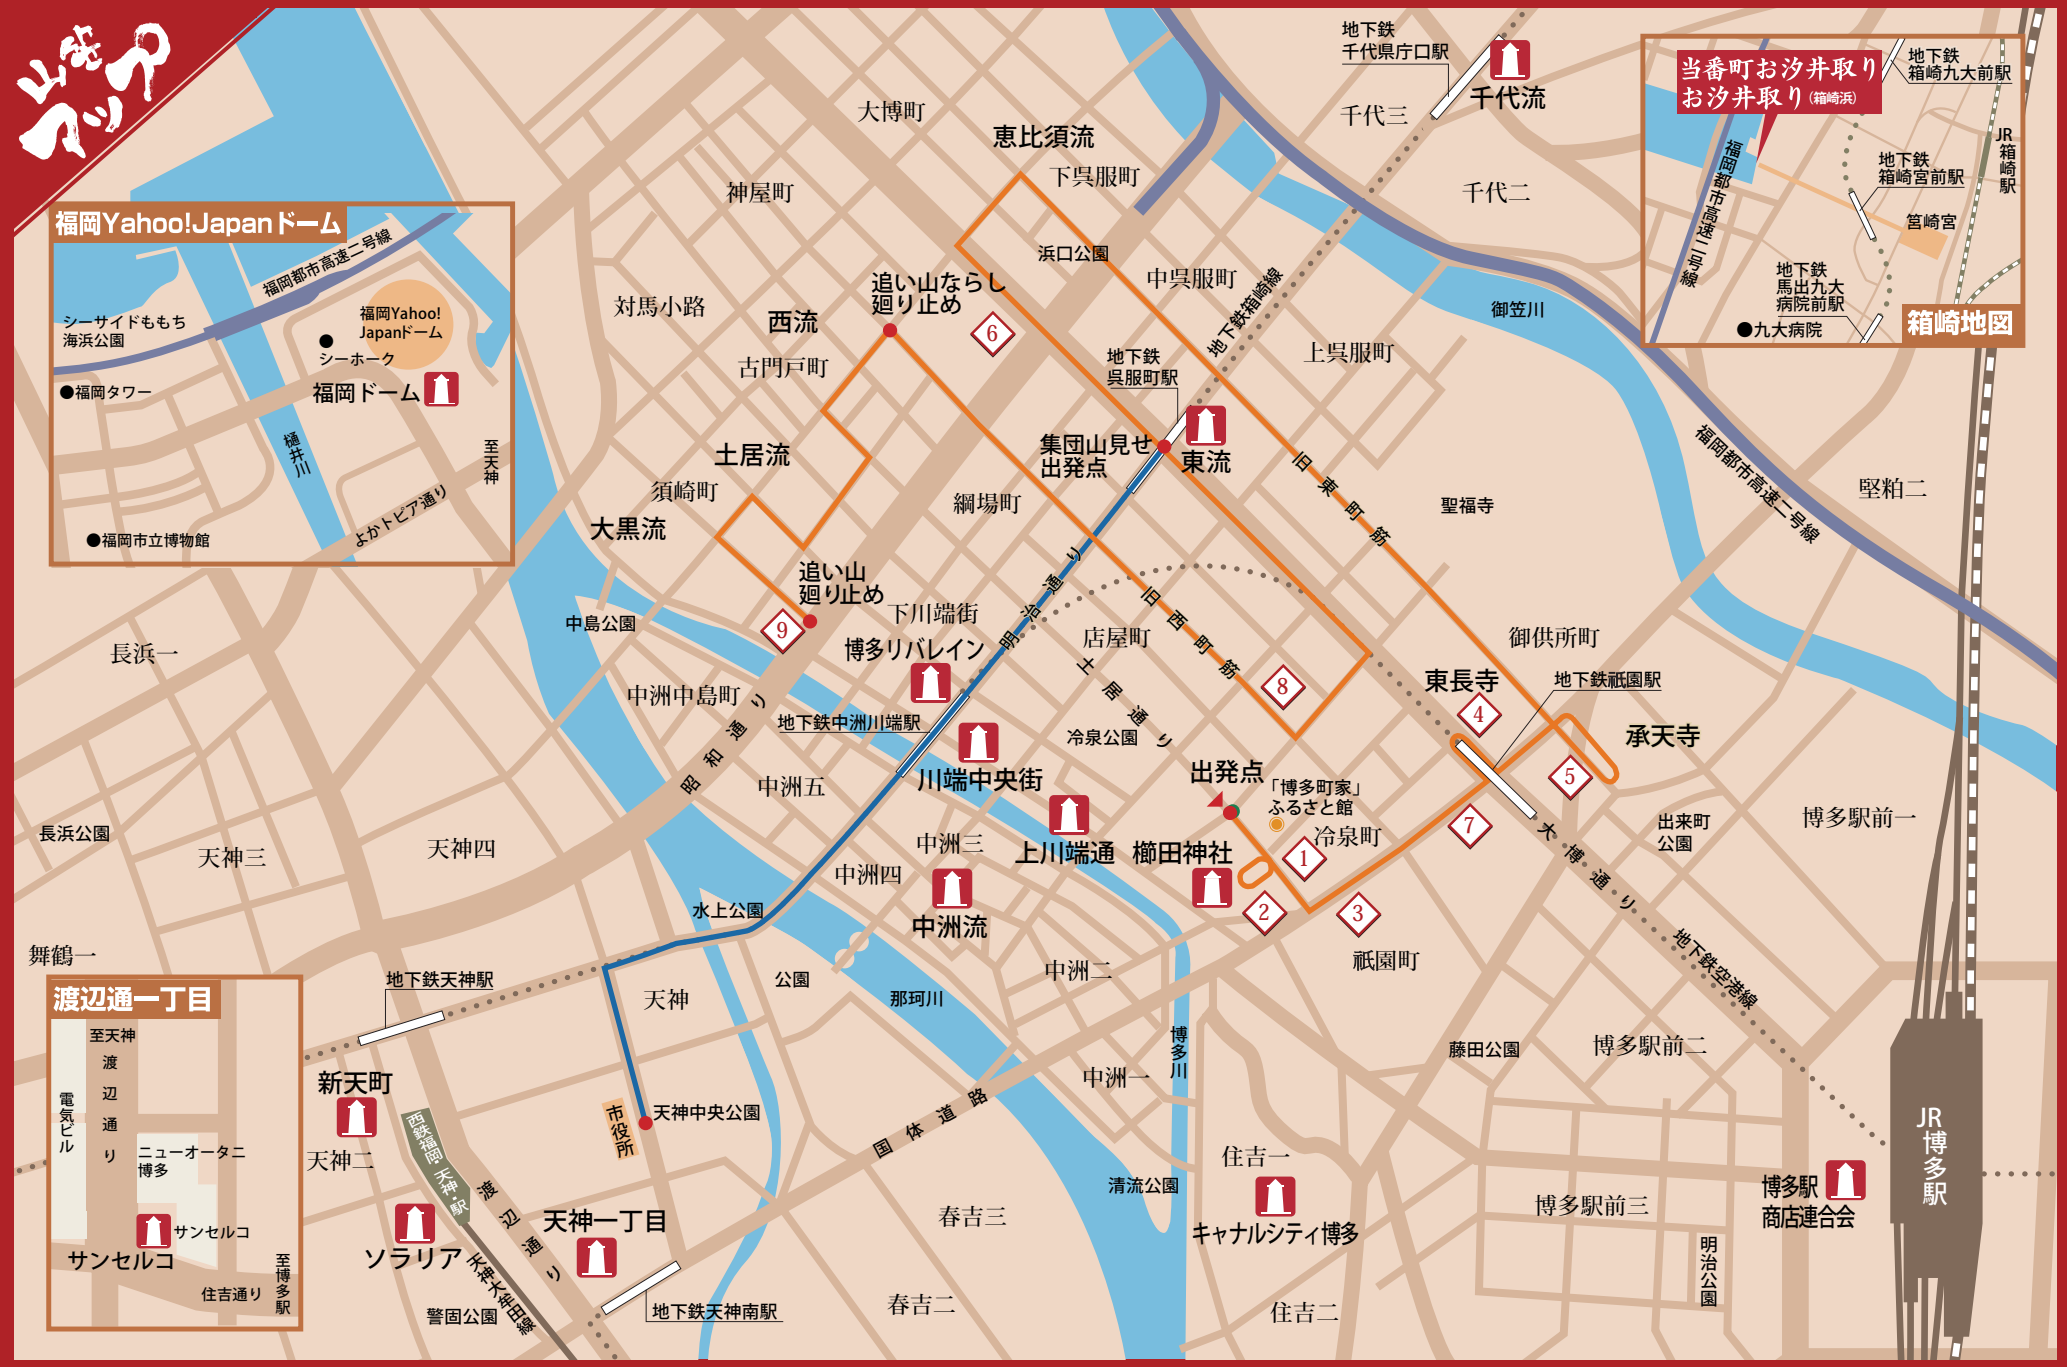 山笠
マップ
福岡Yahoo!Japanドーム
福岡都市高速二号線
シーサイドももち
海浜公園
福岡Yahoo!
Japanドーム
シーホーク
福岡ドーム
●福岡タワー
樋井川
至天神
よかトピア通り
●福岡市立博物館
当番町お汐井取り
お汐井取り(箱崎浜)
地下鉄
箱崎九大前駅
JR箱崎駅
福岡都市高速二号線
地下鉄
箱崎宮前駅
筥崎宮
地下鉄
馬出九大
病院前駅
●九大病院
箱崎地図
渡辺通一丁目
至天神
渡辺通り
電気ビル
ニューオータニ
博多
サンセルコ
サンセルコ
住吉通り
至博多駅
地下鉄
千代県庁口駅
千代流
千代三
千代二
大博町
恵比須流
下呉服町
神屋町
浜口公園
中呉服町
地下鉄箱崎線
御笠川
追い山ならし
廻り止め
対馬小路
西流
6
古門戸町
上呉服町
地下鉄
呉服町駅
土居流
集団山見せ
出発点
東流
旧東町筋
福岡都市高速二号線
堅粕二
須崎町
綱場町
聖福寺
大黒流
明治通り
追い山
廻り止め
9
中島公園
下川端街
店屋町
旧西町筋
御供所町
長浜一
博多リバレイン
土居通り
東長寺
地下鉄祇園駅
中洲中島町
8
4
昭和通り
地下鉄中洲川端駅
冷泉公園
承天寺
川端中央街
中洲五
出発点
「博多町家」
ふるさと館
5
長浜公園
天神三
天神四
中洲三
上川端通
櫛田神社
1
冷泉町
7
大博通り
出来町
公園
博多駅前一
中洲四
2
3
水上公園
中洲流
舞鶴一
地下鉄天神駅
天神
公園
那珂川
中洲二
祇園町
地下鉄空港線
博多川
藤田公園
博多駅前二
新天町
中洲一
市役所
天神中央公園
国体道路
JR
博多駅
西鉄福岡・天神・駅
天神二
住吉一
清流公園
渡辺通り
天神一丁目
春吉三
キャナルシティ博多
博多駅前三
博多駅
商店連合会
ソラリア
天神大牟田線
明治公園
警固公園
地下鉄天神南駅
春吉二
住吉二